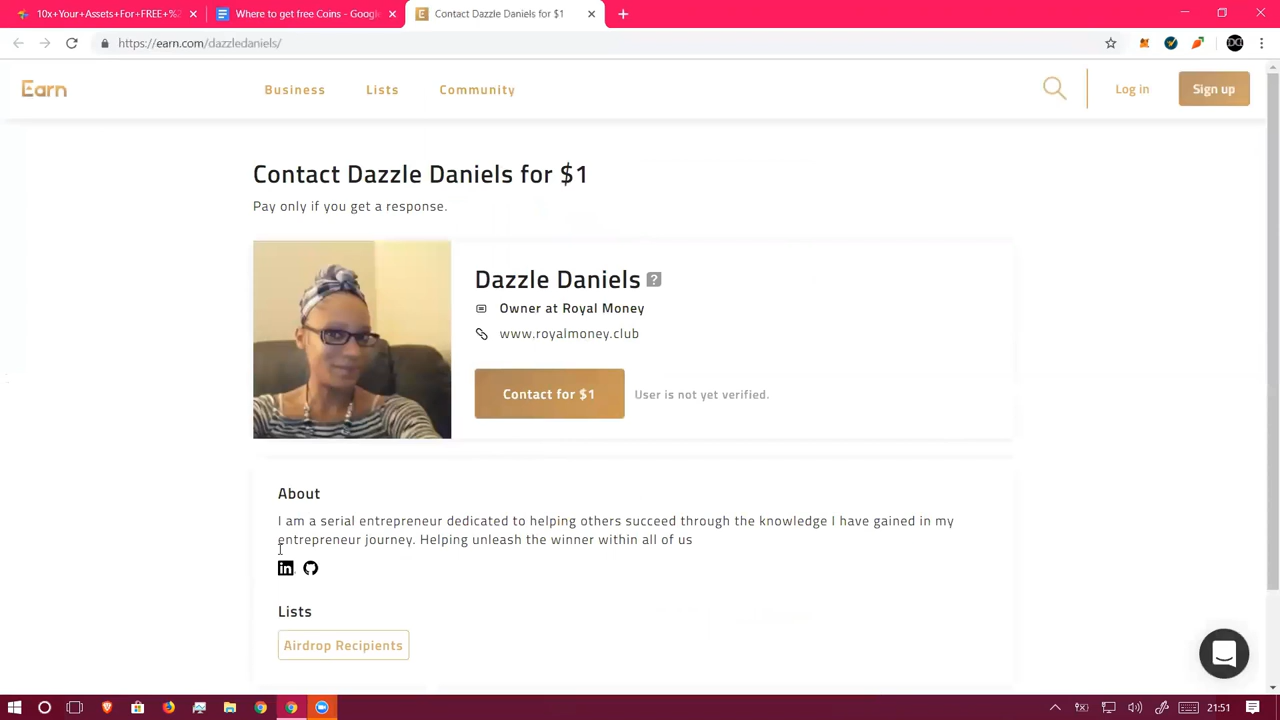 10x+Your+Assets+For+FREE+%2
Where to get free Coins - Google
Contact Dazzle Daniels for $1
https://earn.com/dazzledaniels/
Earn
Business
Lists
Community
Log in
Sign up
Contact Dazzle Daniels for $1
Pay only if you get a response.
Dazzle Daniels ?
Owner at Royal Money
www.royalmoney.club
Contact for $1
User is not yet verified.
About
I am a serial entrepreneur dedicated to helping others succeed through the knowledge I have gained in my
entrepreneur journey. Helping unleash the winner within all of us
in
Lists
Airdrop Recipients
21:51